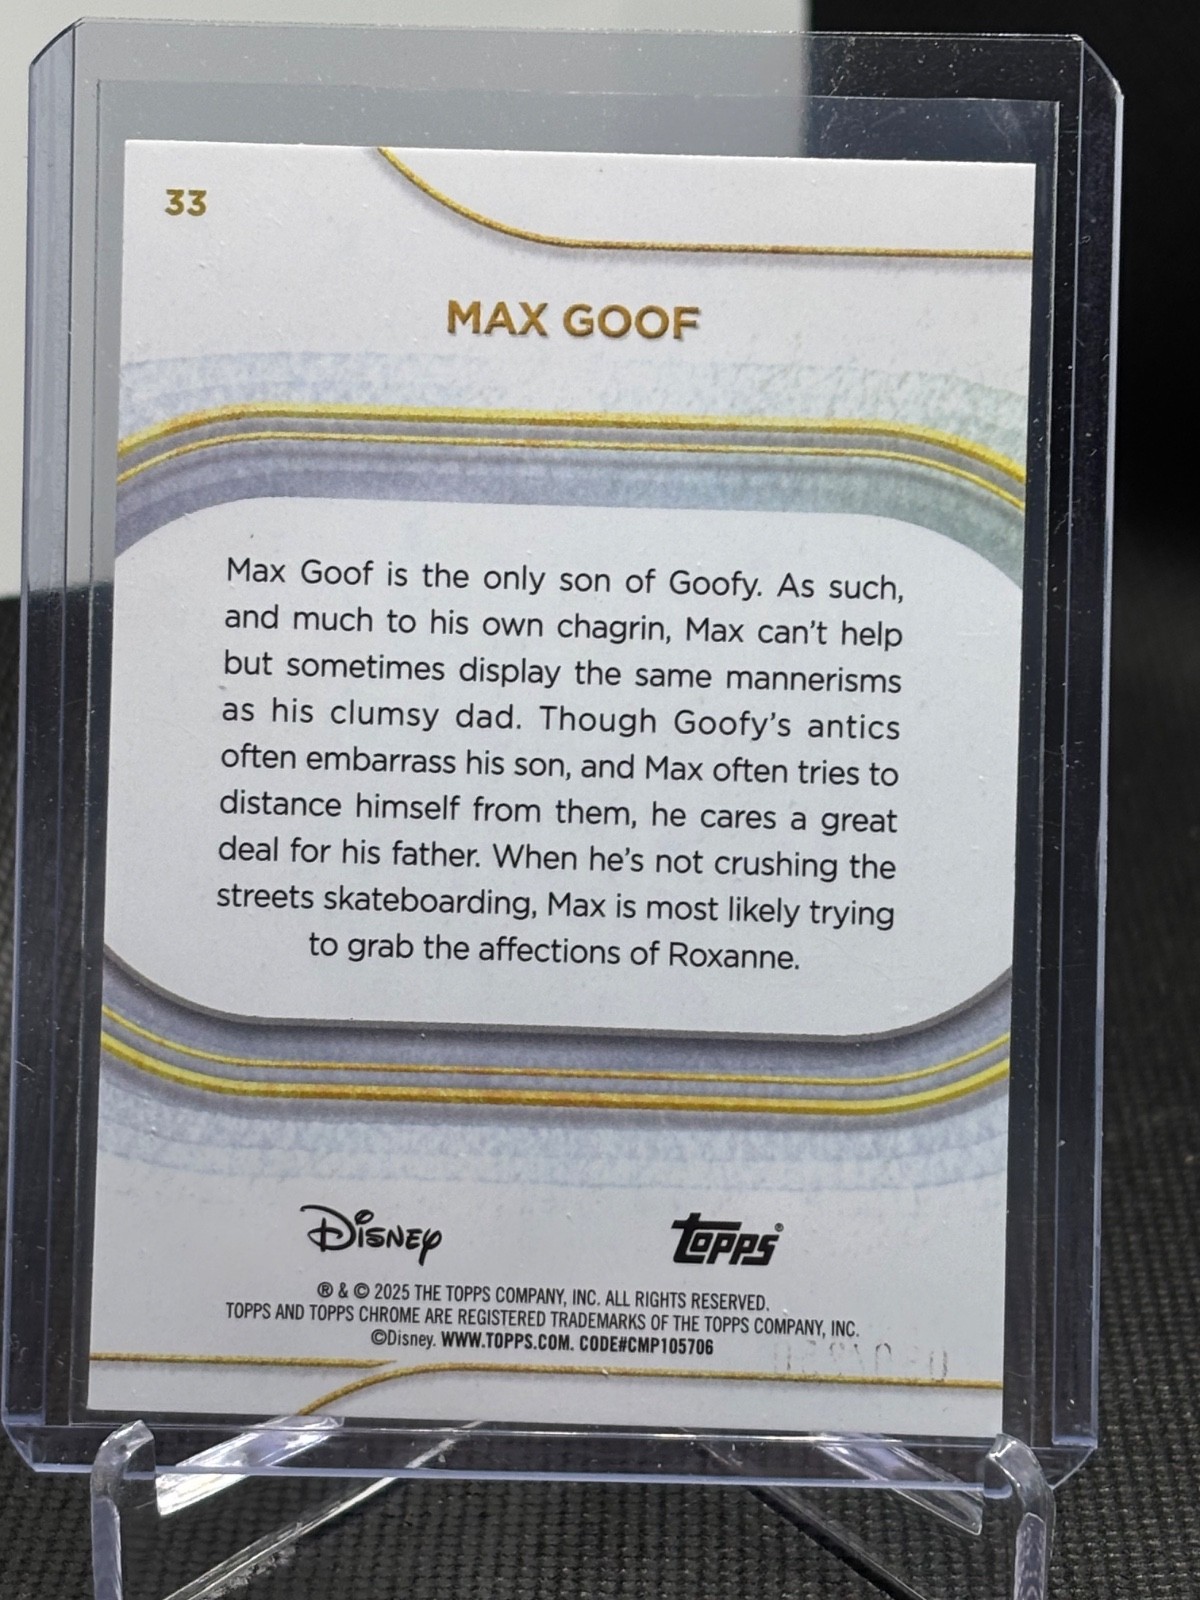 33
MAX GOOF
Max Goof is the only son of Goofy. As such,
and much to his own chagrin, Max can't help
but sometimes display the same mannerisms
as his clumsy dad. Though Goofy's antics
often embarrass his son, and Max often tries to
distance himself from them, he cares a great
deal for his father. When he's not crushing the
streets skateboarding, Max is most likely trying
to grab the affections of Roxanne.
Disney topps®
® & © 2025 THE TOPPS COMPANY, INC. ALL RIGHTS RESERVED.
TOPPS AND TOPPS CHROME ARE REGISTERED TRADEMARKS OF THE TOPPS COMPANY, INC.
©Disney. WWW.TOPPS.COM. CODE#CMP105706